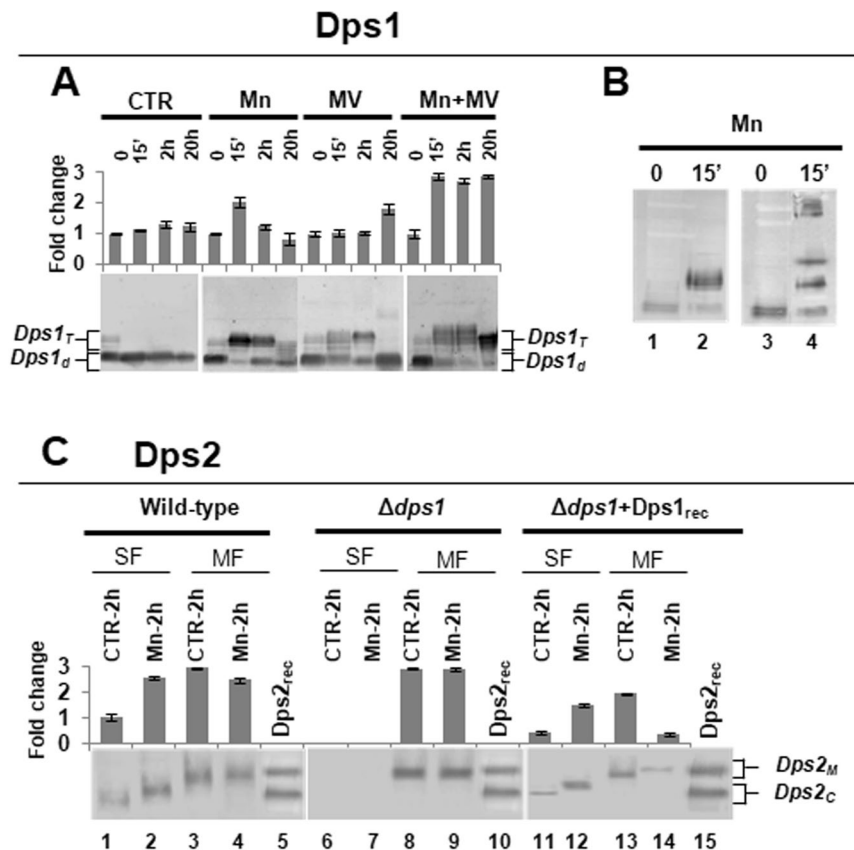 Dps1
A
CTR Mn MV Mn+MV
0 15' 2h 20h 0 15' 2h 20h 0 15' 2h 20h 0 15' 2h 20h
Fold change
3
2
1
0
Dps1T Dps1T
Dps1d Dps1d
B
Mn
0 15' 0 15'
1 2 3 4
C Dps2
Wild-type Δdps1 Δdps1+Dps1rec
SF MF SF MF SF MF
CTR-2h Mn-2h CTR-2h Mn-2h Dps2rec CTR-2h Mn-2h CTR-2h Mn-2h Dps2rec CTR-2h Mn-2h CTR-2h Mn-2h Dps2rec
Fold change
3
2
1
0
Dps2M
Dps2C
1 2 3 4 5 6 7 8 9 10 11 12 13 14 15